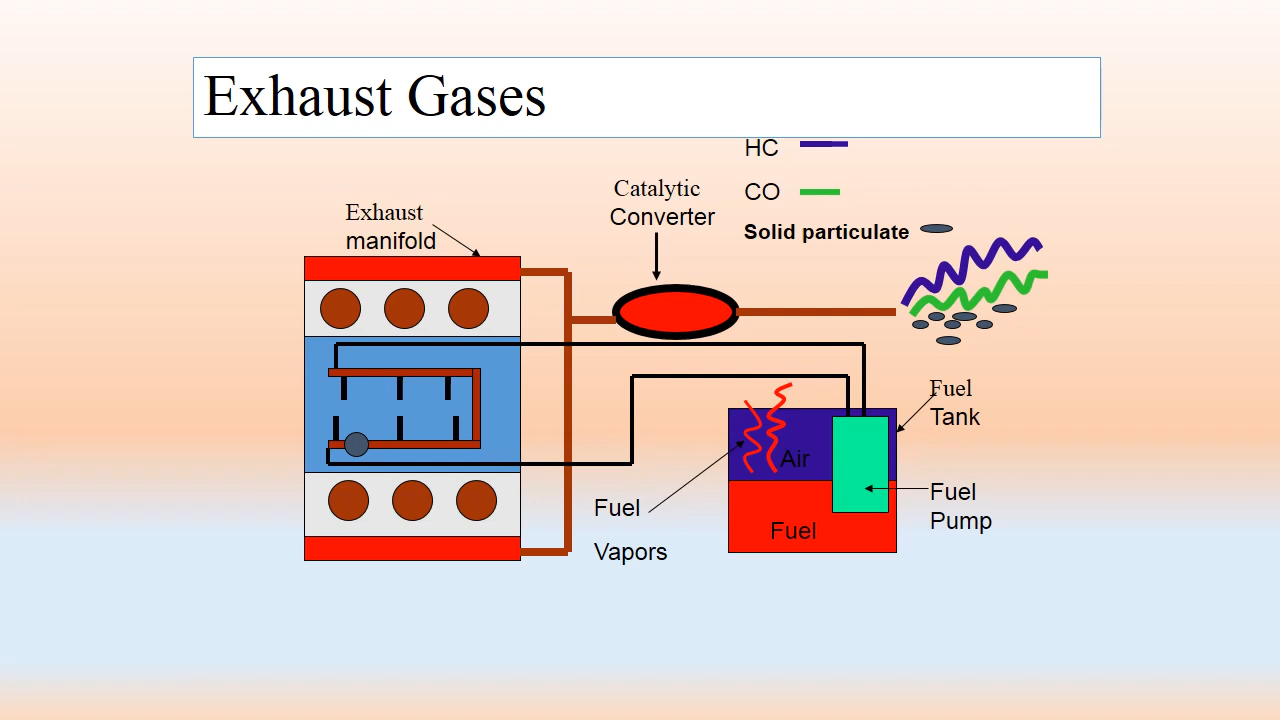 Exhaust Gases
HC
CO
Solid particulate
Catalytic
Converter
Exhaust
manifold
Fuel
Tank
Air
Fuel
Pump
Fuel
Vapors
Fuel